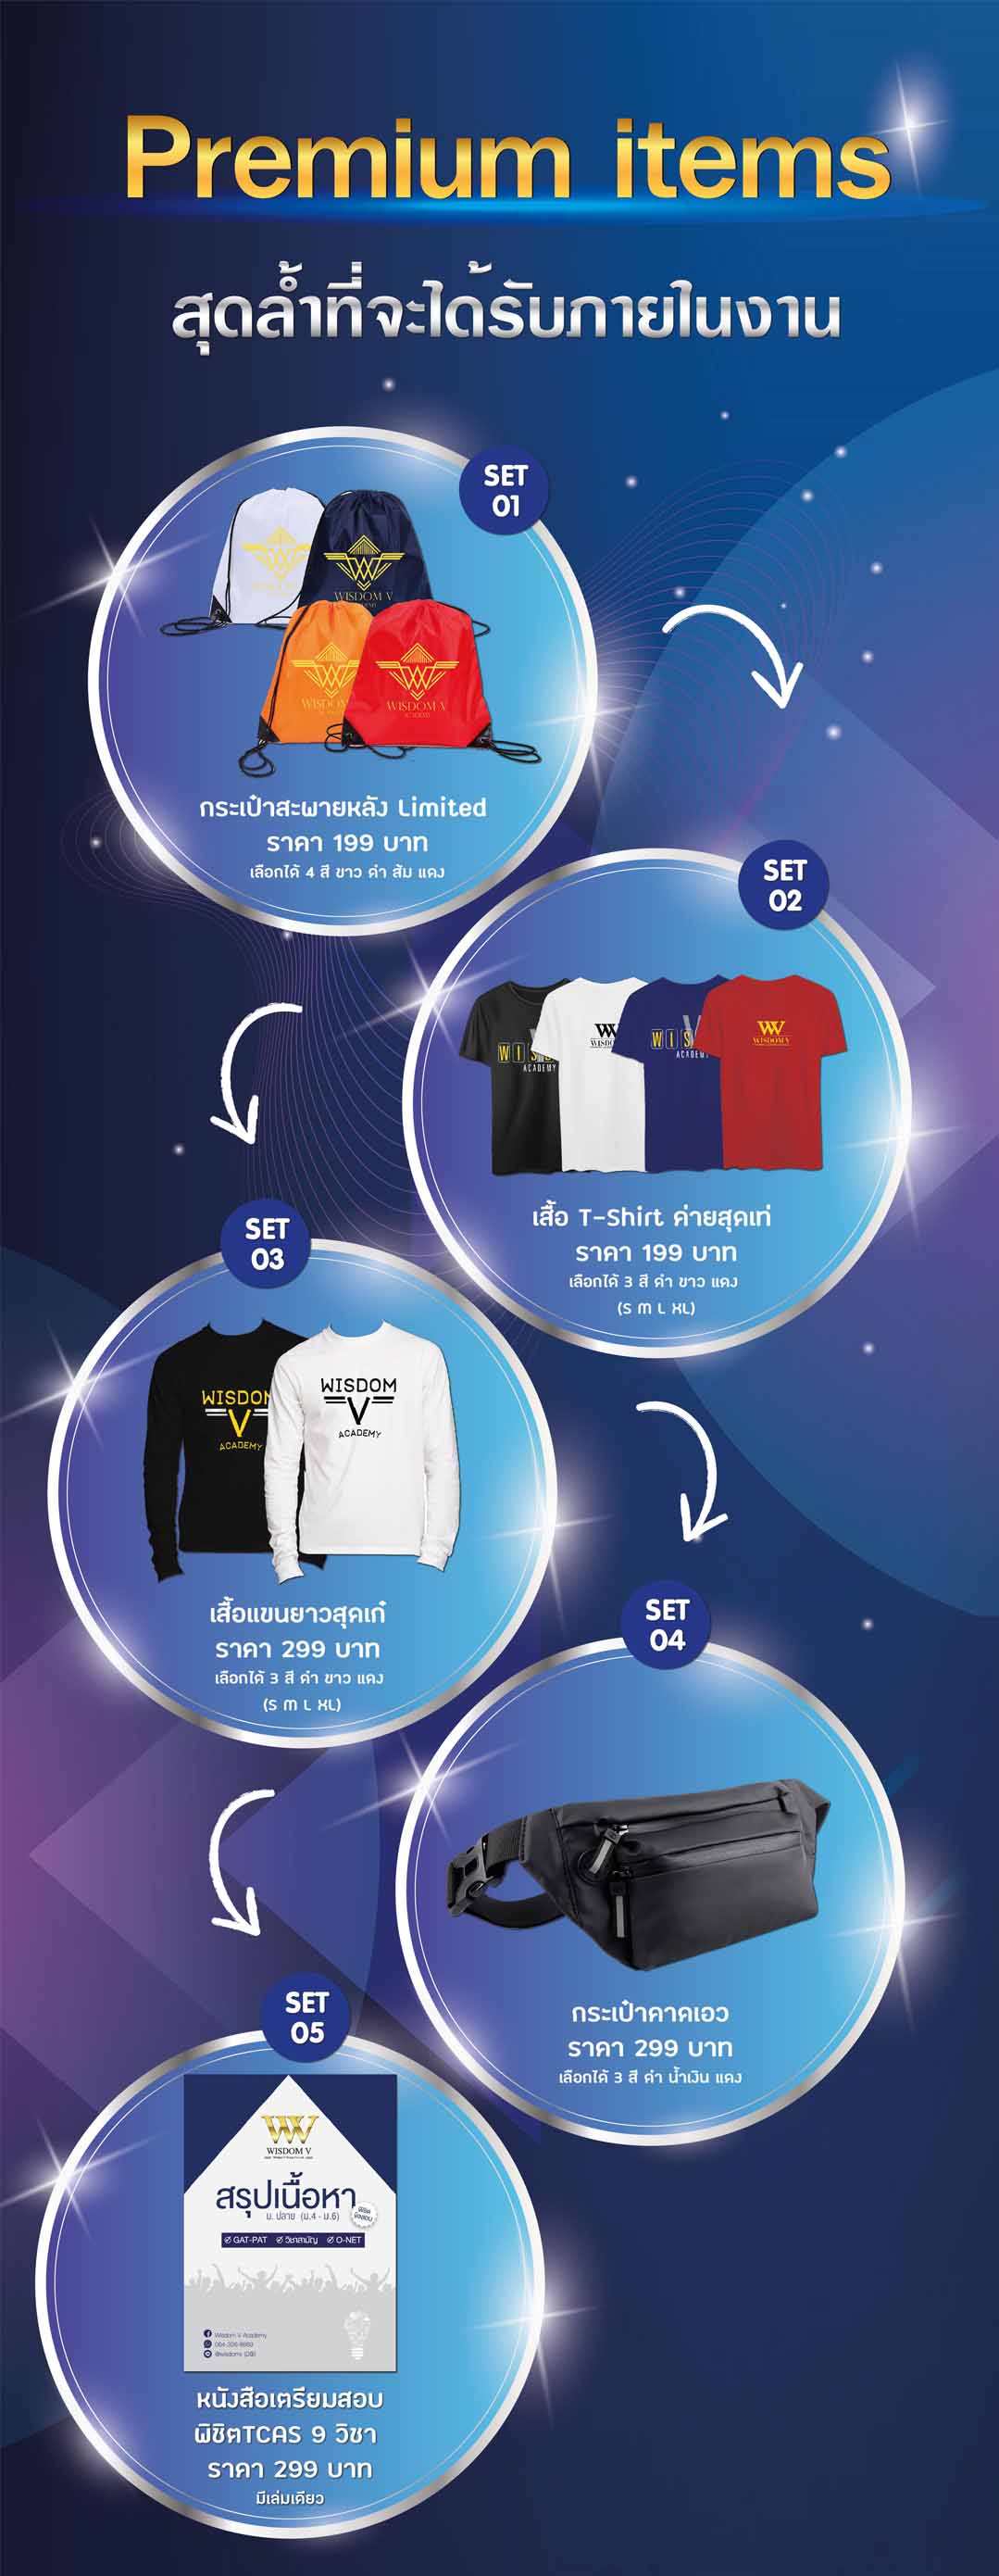 Premium items
สุดล้ำที่จะได้รับภายในงาน
SET
01
WISDOM V
WISDOM V
ACADEMY
กระเป๋าสะพายหลัง Limited
ราคา 199 บาท
เลือกได้ 4 สี ขาว ดำ ส้ม แดง
SET
02
ACADEMY
WISDOM V
เสื้อ T-Shirt ค่ายสุดเท่
ราคา 199 บาท
เลือกได้ 3 สี ดำ ขาว แดง
(S M L XL)
SET
03
WISDOM
V
ACADEMY
WISDOM
V
ACADEMY
เสื้อแขนยาวสุดเก๋
ราคา 299 บาท
เลือกได้ 3 สี ดำ ขาว แดง
(S M L XL)
SET
04
กระเป๋าคาดเอว
ราคา 299 บาท
เลือกได้ 3 สี ดำ น้ำเงิน แดง
SET
05
WISDOM V
สรุปเนื้อหา
ม. ปลาย (ม.4 - ม.6)
GAT-PAT วิชาสามัญ O-NET
Wisdom V Academy
หนังสือเตรียมสอบ
พิชิตTCAS 9 วิชา
ราคา 299 บาท
มีเล่มเดียว